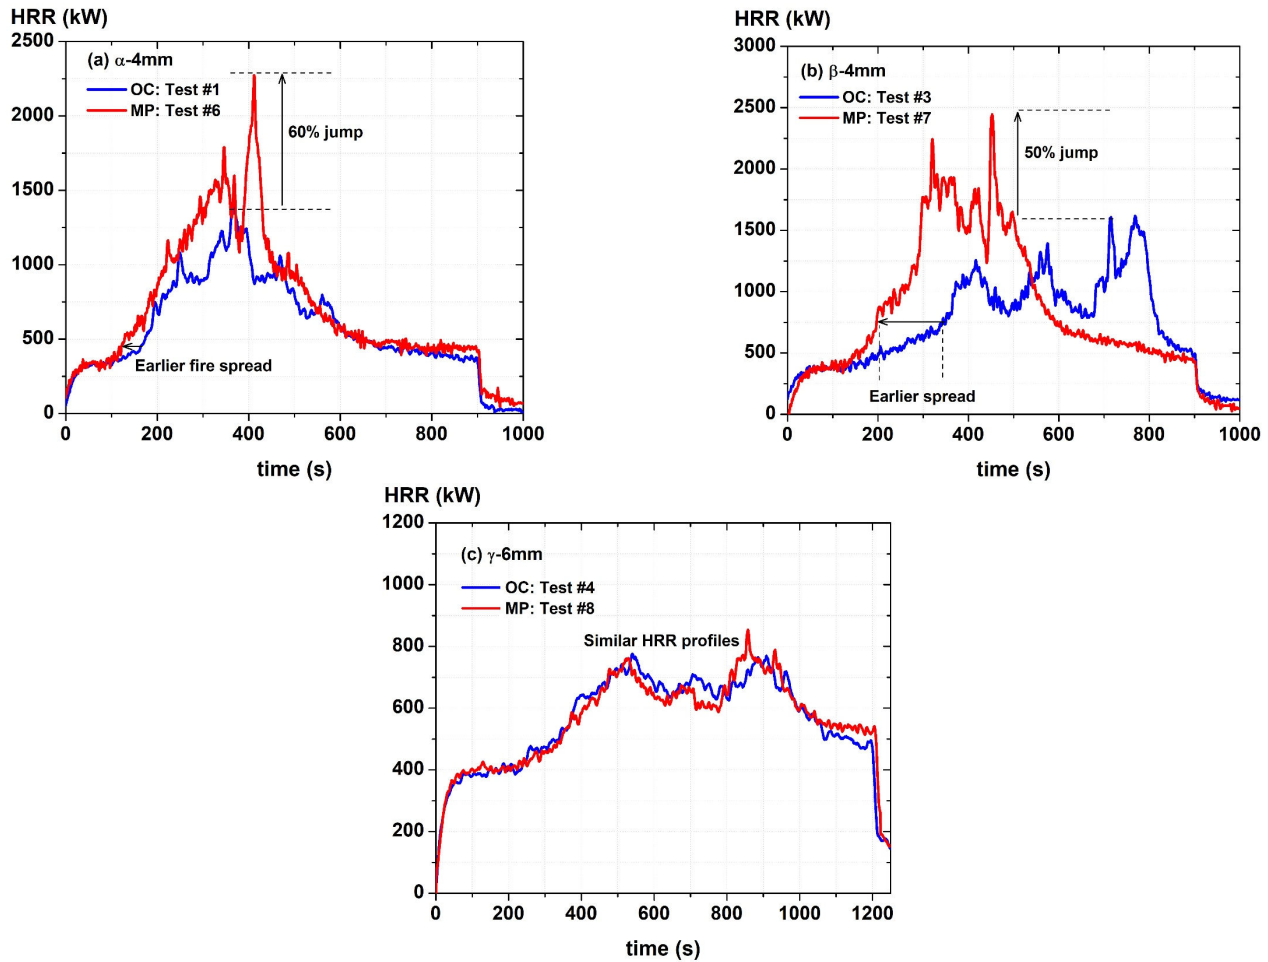 HRR (kW)
2500
2000
1500
1000
500
0
(a) α-4mm
OC: Test #1
MP: Test #6
60% jump
Earlier fire spread
0 200 400 600 800 1000
time (s)
HRR (kW)
3000
2500
2000
1500
1000
500
0
(b) β-4mm
OC: Test #3
MP: Test #7
50% jump
Earlier spread
0 200 400 600 800 1000
time (s)
HRR (kW)
1200
1000
800
600
400
200
0
(c) γ-6mm
OC: Test #4
MP: Test #8
Similar HRR profiles
0 200 400 600 800 1000 1200
time (s)